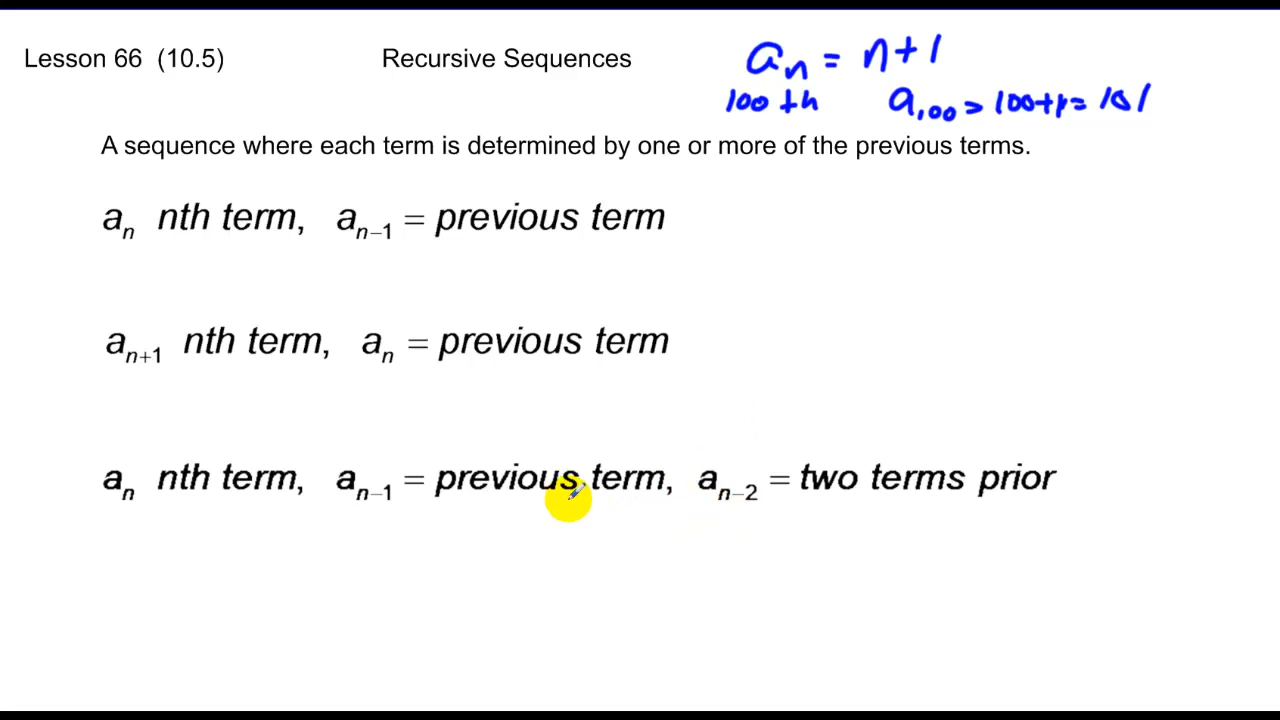 Lesson 66 (10.5) Recursive Sequences aₙ = n+1
100th a₁₀₀ = 100+1 = 101
A sequence where each term is determined by one or more of the previous terms.
aₙ nth term, aₙ₋₁ = previous term
aₙ₊₁ nth term, aₙ = previous term
aₙ nth term, aₙ₋₁ = previous term, aₙ₋₂ = two terms prior